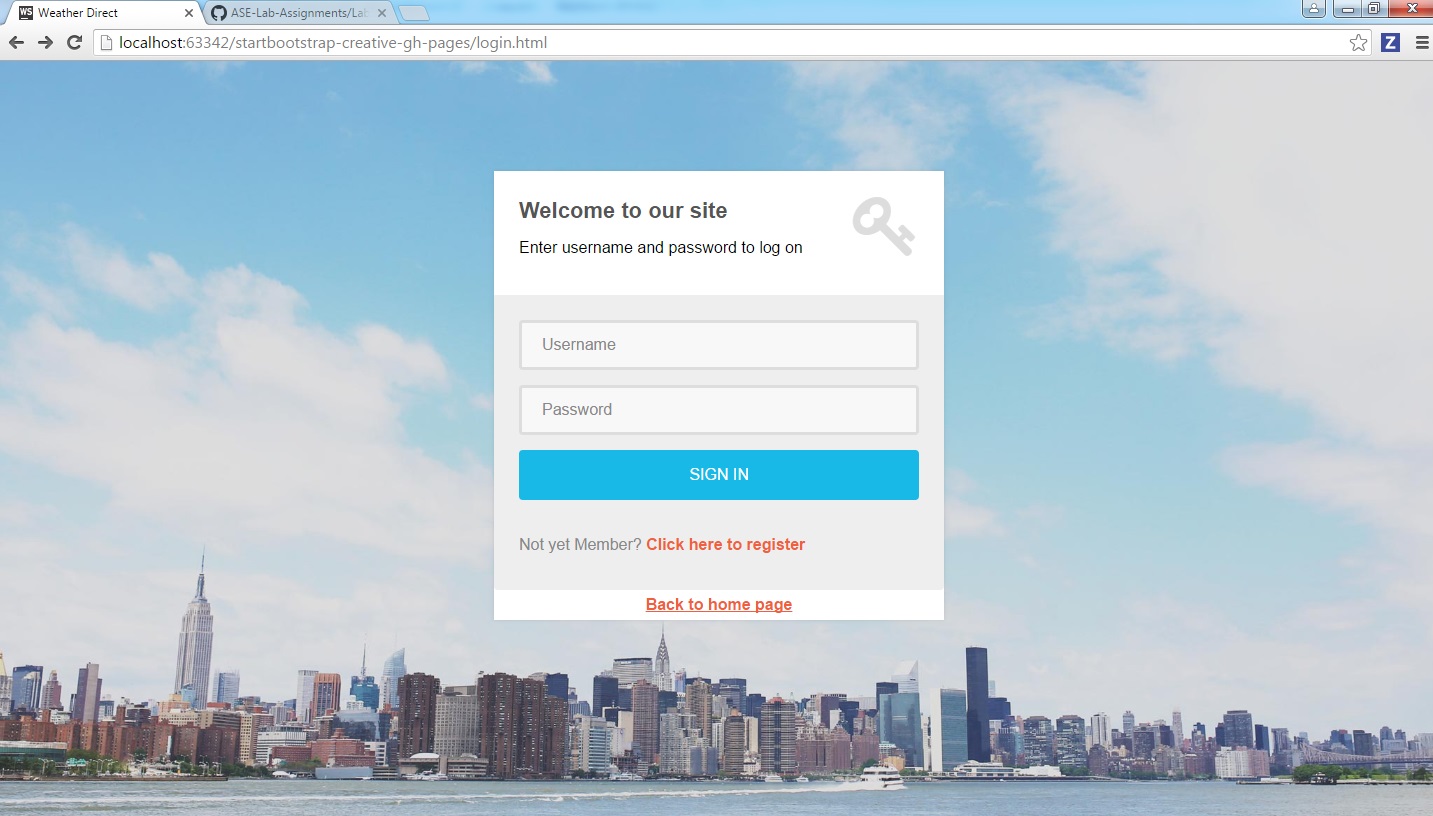 WS Weather Direct
ASE-Lab-Assignments/Lab
localhost:63342/startbootstrap-creative-gh-pages/login.html
Z
Welcome to our site
Enter username and password to log on
Username
Password
SIGN IN
Not yet Member? Click here to register
Back to home page